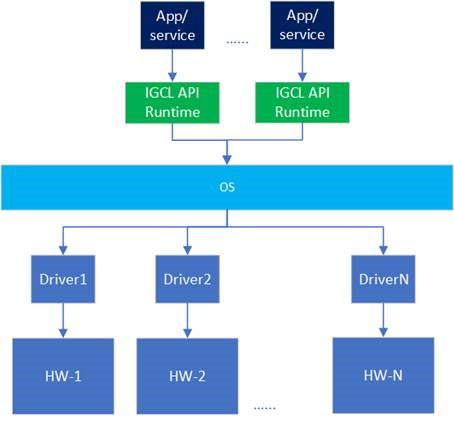 App/
service
......
App/
service
IGCL API
Runtime
IGCL API
Runtime
OS
Driver1
Driver2
DriverN
HW-1
HW-2
HW-N
......